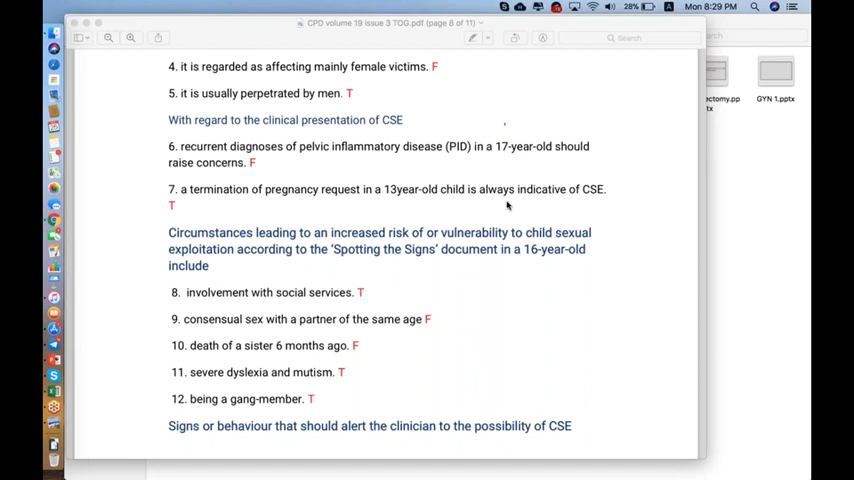 28% A Mon 8:29 PM
CPD volume 19 issue 3 TOG.pdf (page 8 of 11)
Search
4. it is regarded as affecting mainly female victims. F
5. it is usually perpetrated by men. T
With regard to the clinical presentation of CSE
6. recurrent diagnoses of pelvic inflammatory disease (PID) in a 17-year-old should
raise concerns. F
7. a termination of pregnancy request in a 13year-old child is always indicative of CSE.
T
Circumstances leading to an increased risk of or vulnerability to child sexual
exploitation according to the ‘Spotting the Signs’ document in a 16-year-old
include
8. involvement with social services. T
9. consensual sex with a partner of the same age F
10. death of a sister 6 months ago. F
11. severe dyslexia and mutism. T
12. being a gang-member. T
Signs or behaviour that should alert the clinician to the possibility of CSE
ectomy.pp
tx
GYN 1.pptx